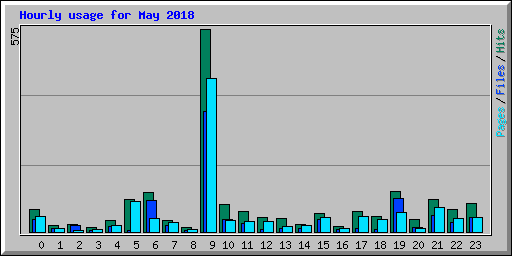 Hourly usage for May 2018
575
Pages/Files/Hits
0 1 2 3 4 5 6 7 8 9 10 11 12 13 14 15 16 17 18 19 20 21 22 23